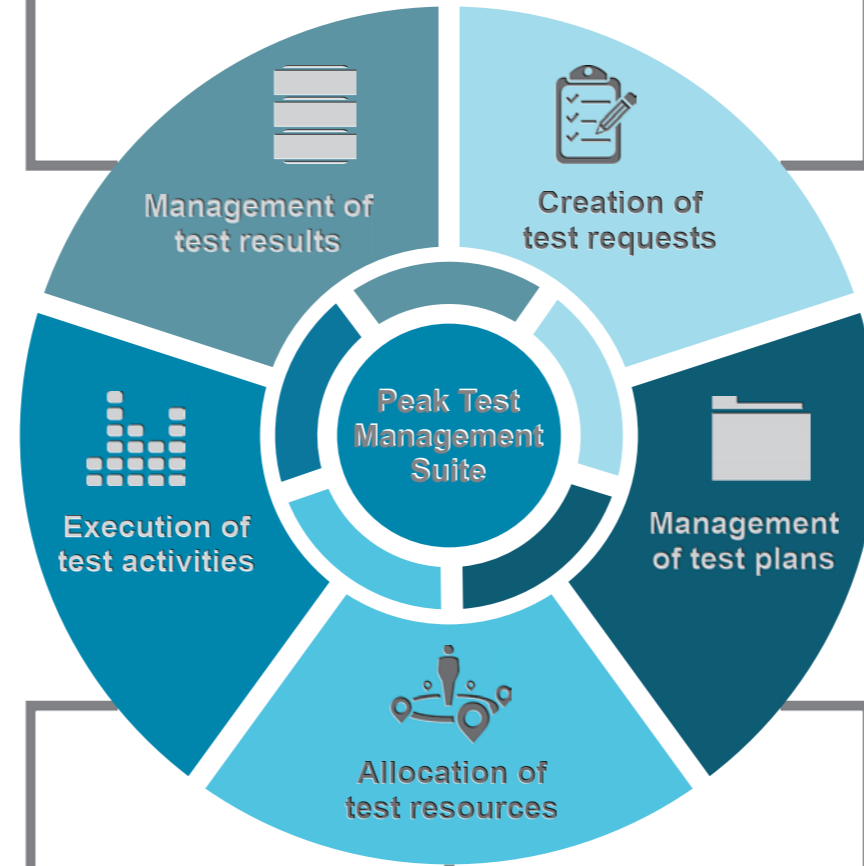 Management of
test results
Creation of
test requests
Peak Test
Management
Suite
Execution of
test activities
Management
of test plans
Allocation of
test resources